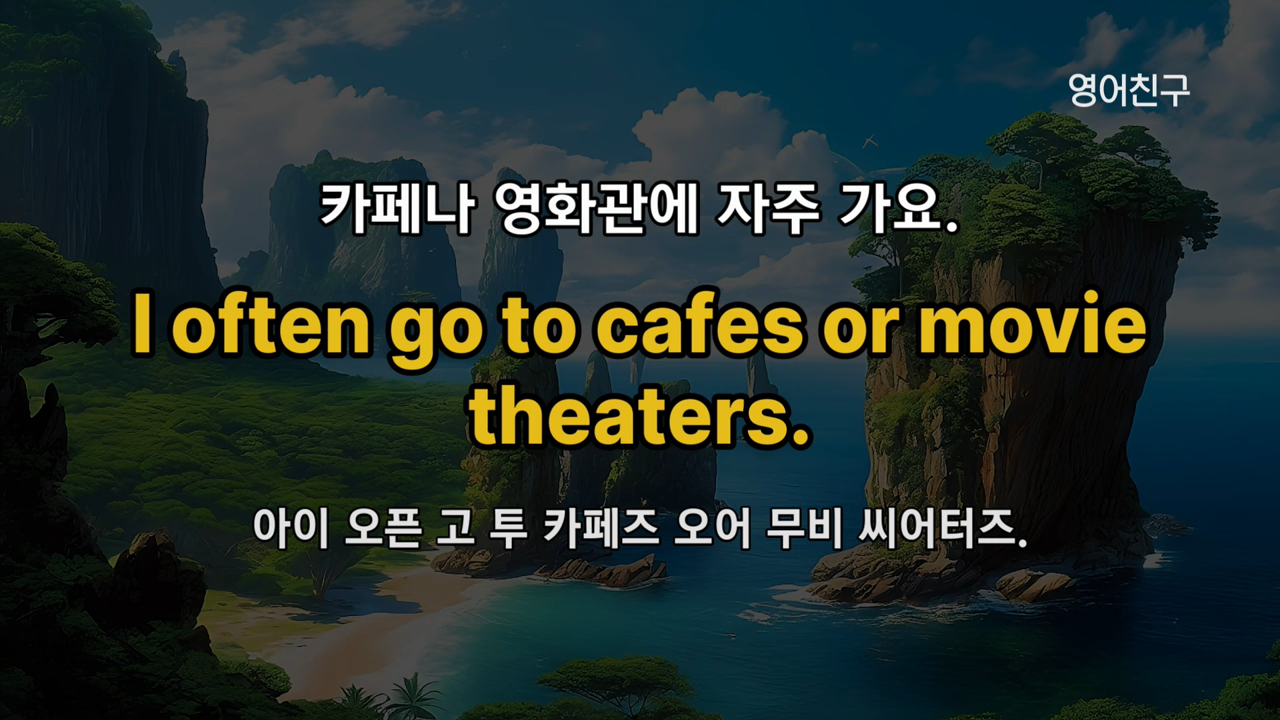 영어친구
카페나 영화관에 자주 가요.
I often go to cafes or movie
theaters.
아이 오픈 고 투 카페즈 오어 무비 씨어터즈.